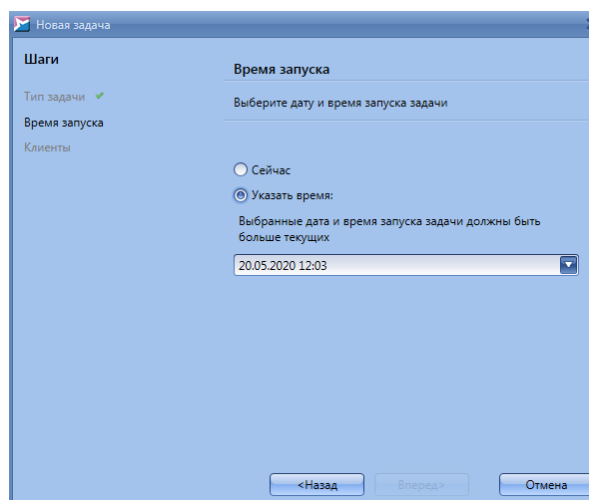 Новая задача
Шаги
Тип задачи
Время запуска
Клиенты
Время запуска
Выберите дату и время запуска задачи
Сейчас
Указать время:
Выбранные дата и время запуска задачи должны быть
больше текущих
20.05.2020 12:03
<Назад
Вперед>
Отмена